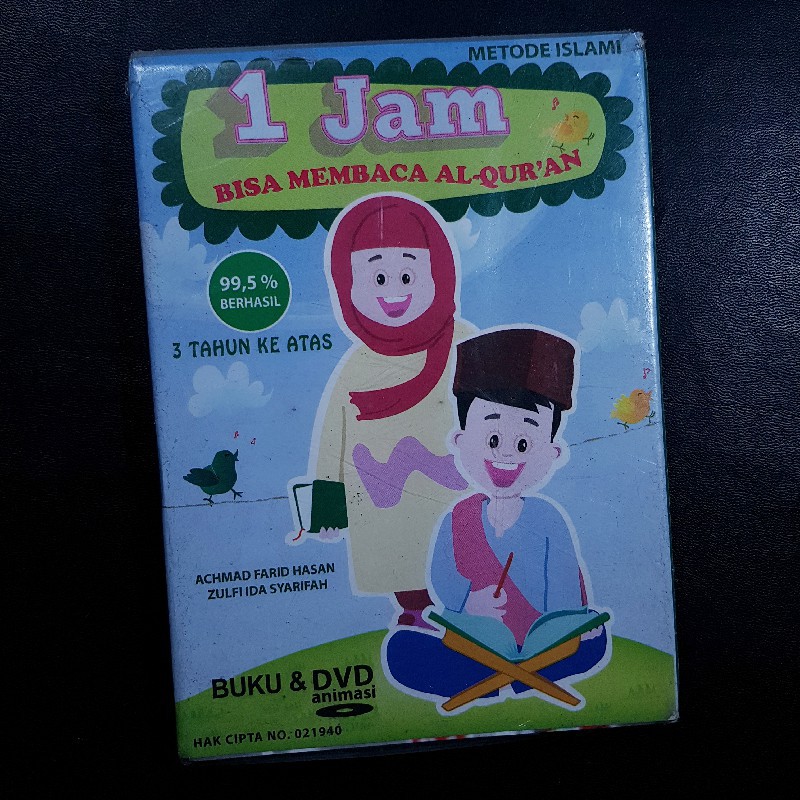 METODE ISLAMI
1 Jam
BISA MEMBACA AL-QUR'AN
99,5 %
BERHASIL
3 TAHUN KE ATAS
ACHMAD FARID HASAN
ZULFI IDA SYARIFAH
BUKU & DVD
animasi
HAK CIPTA NO. 021940